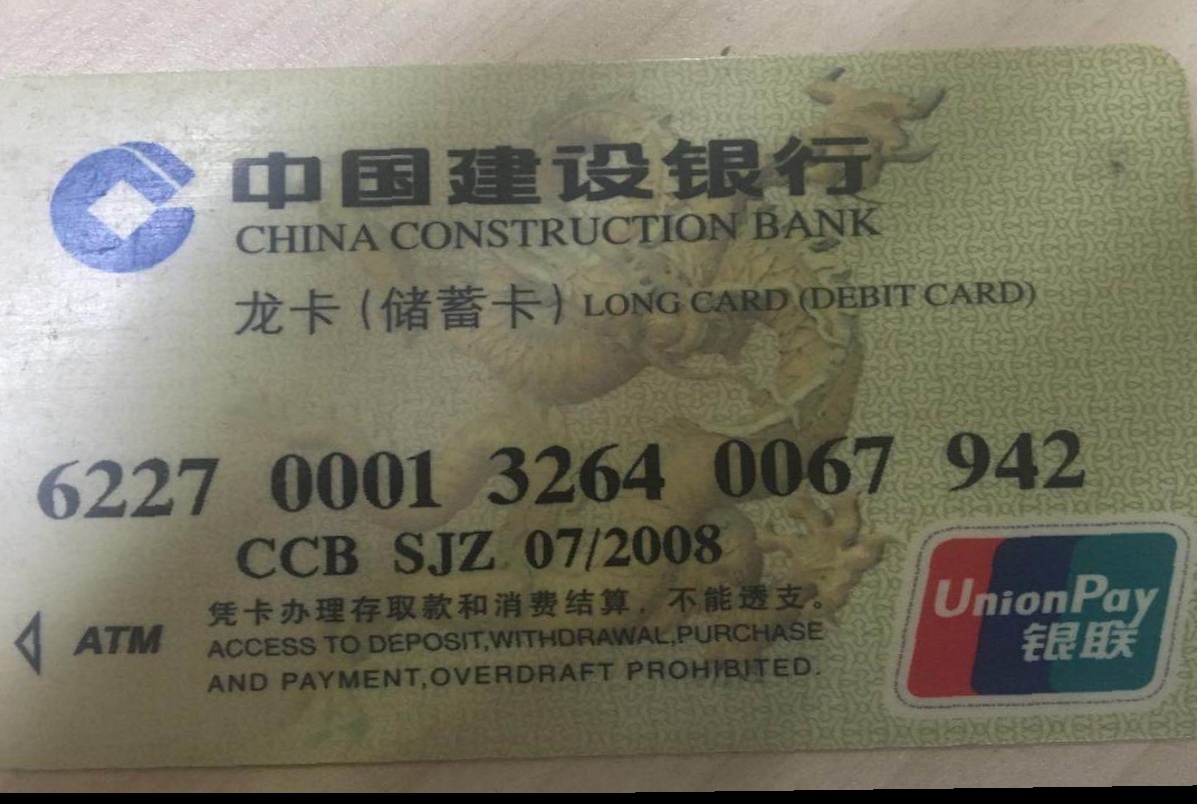 中国建设银行
CHINA CONSTRUCTION BANK
龙卡(储蓄卡) LONG CARD (DEBIT CARD)
6227 0001 3264 0067 942
CCB SJZ 07/2008
凭卡办理存取款和消费结算，不能透支。
ATM
ACCESS TO DEPOSIT,WITHDRAWAL,PURCHASE
AND PAYMENT,OVERDRAFT PROHIBITED.
UnionPay
银联